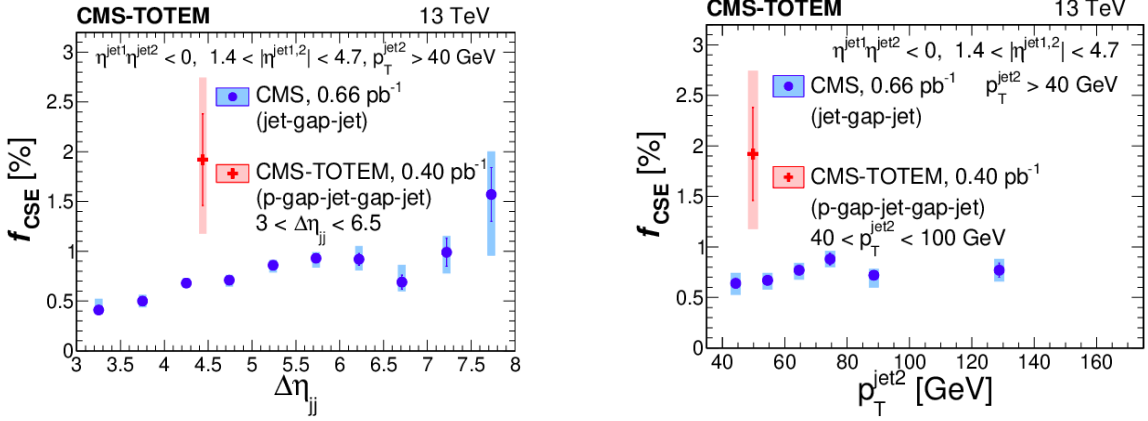 CMS-TOTEM 13 TeV
η^jet1 η^jet2 < 0, 1.4 < |η^jet1,2| < 4.7, p_T^jet2 > 40 GeV
CMS, 0.66 pb^-1
(jet-gap-jet)
CMS-TOTEM, 0.40 pb^-1
(p-gap-jet-gap-jet)
3 < Δη_jj < 6.5
f_CSE [%]
3
2.5
2
1.5
1
0.5
0
3 3.5 4 4.5 5 5.5 6 6.5 7 7.5 8
Δη_jj
CMS-TOTEM 13 TeV
η^jet1 η^jet2 < 0, 1.4 < |η^jet1,2| < 4.7
CMS, 0.66 pb^-1 p_T^jet2 > 40 GeV
(jet-gap-jet)
CMS-TOTEM, 0.40 pb^-1
(p-gap-jet-gap-jet)
40 < p_T^jet2 < 100 GeV
f_CSE [%]
3
2.5
2
1.5
1
0.5
0
40 60 80 100 120 140 160
p_T^jet2 [GeV]